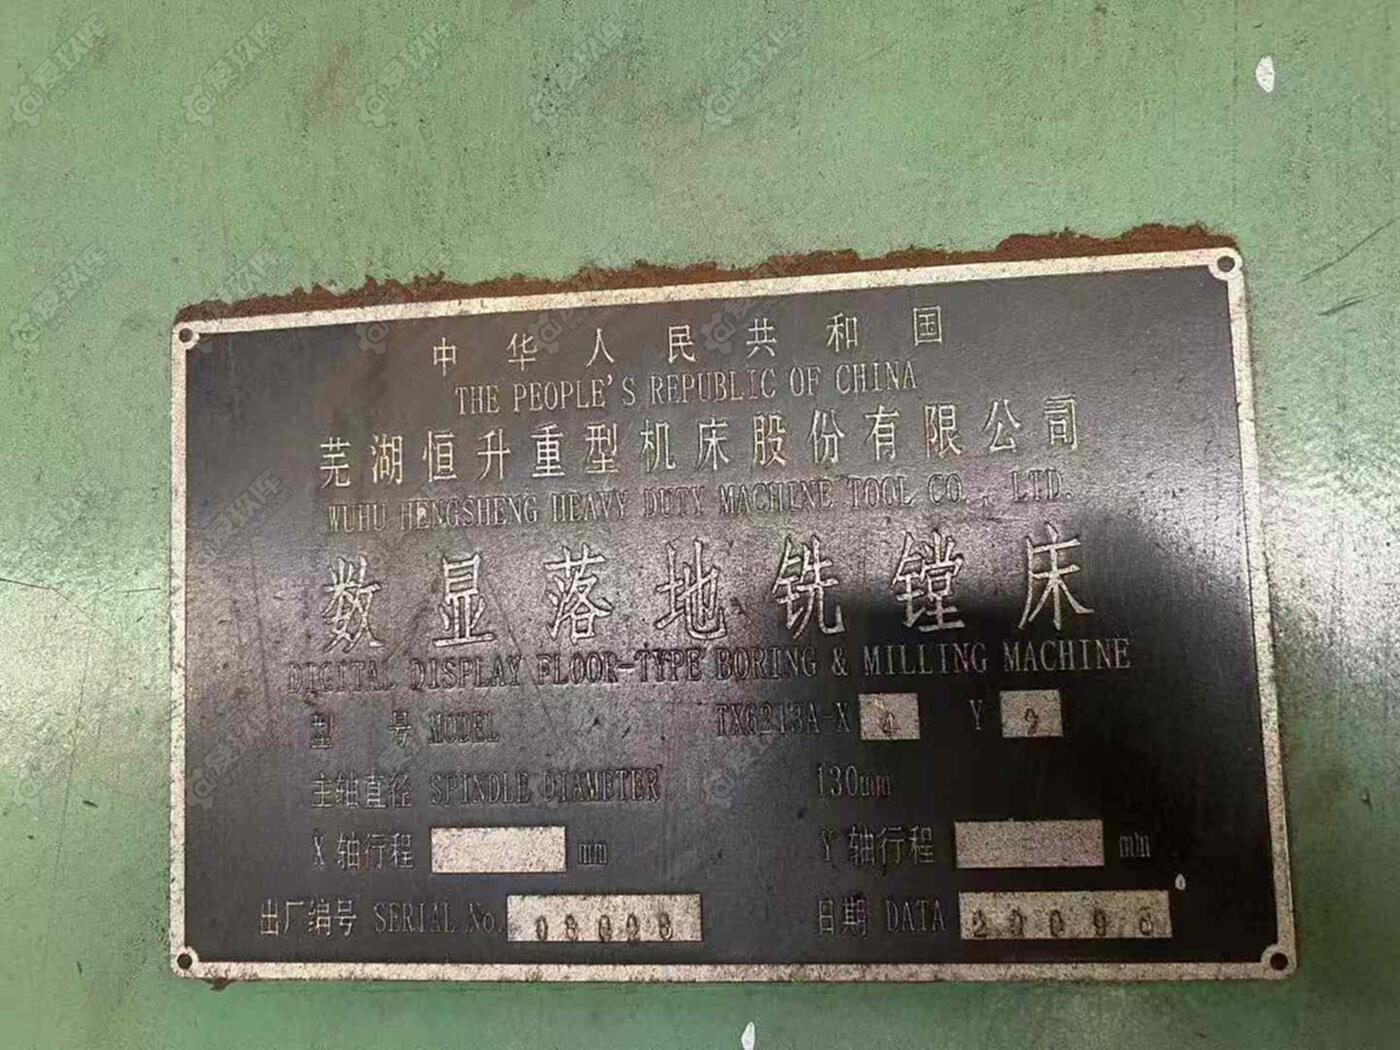 中华人民共和国
THE PEOPLE'S REPUBLIC OF CHINA
芜湖恒升重型机床股份有限公司
WUHU HENGSHENG HEAVY DUTY MACHINE TOOL CO., LTD.
数显落地铣镗床
DIGITAL DISPLAY FLOOR-TYPE BORING & MILLING MACHINE
型 号 MODEL TX6213A-X 4 Y 2
主轴直径 SPINDLE DIAMETER 130mm
X 轴行程 mm Y 轴行程 mm
出厂编号 SERIAL No. 日期 DATA